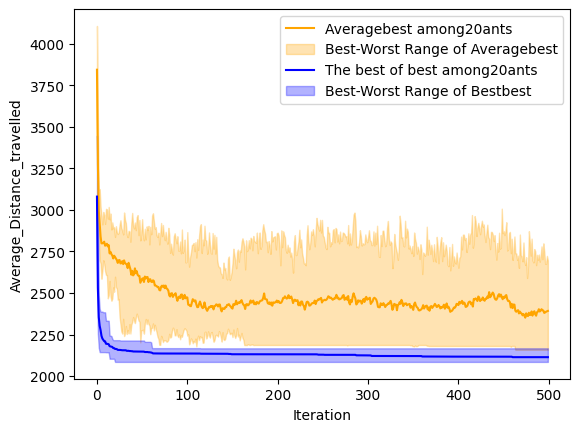 Averagebest among20ants
Best-Worst Range of Averagebest
The best of best among20ants
Best-Worst Range of Bestbest
Average_Distance_travelled
4000
3750
3500
3250
3000
2750
2500
2250
2000
0 100 200 300 400 500
Iteration